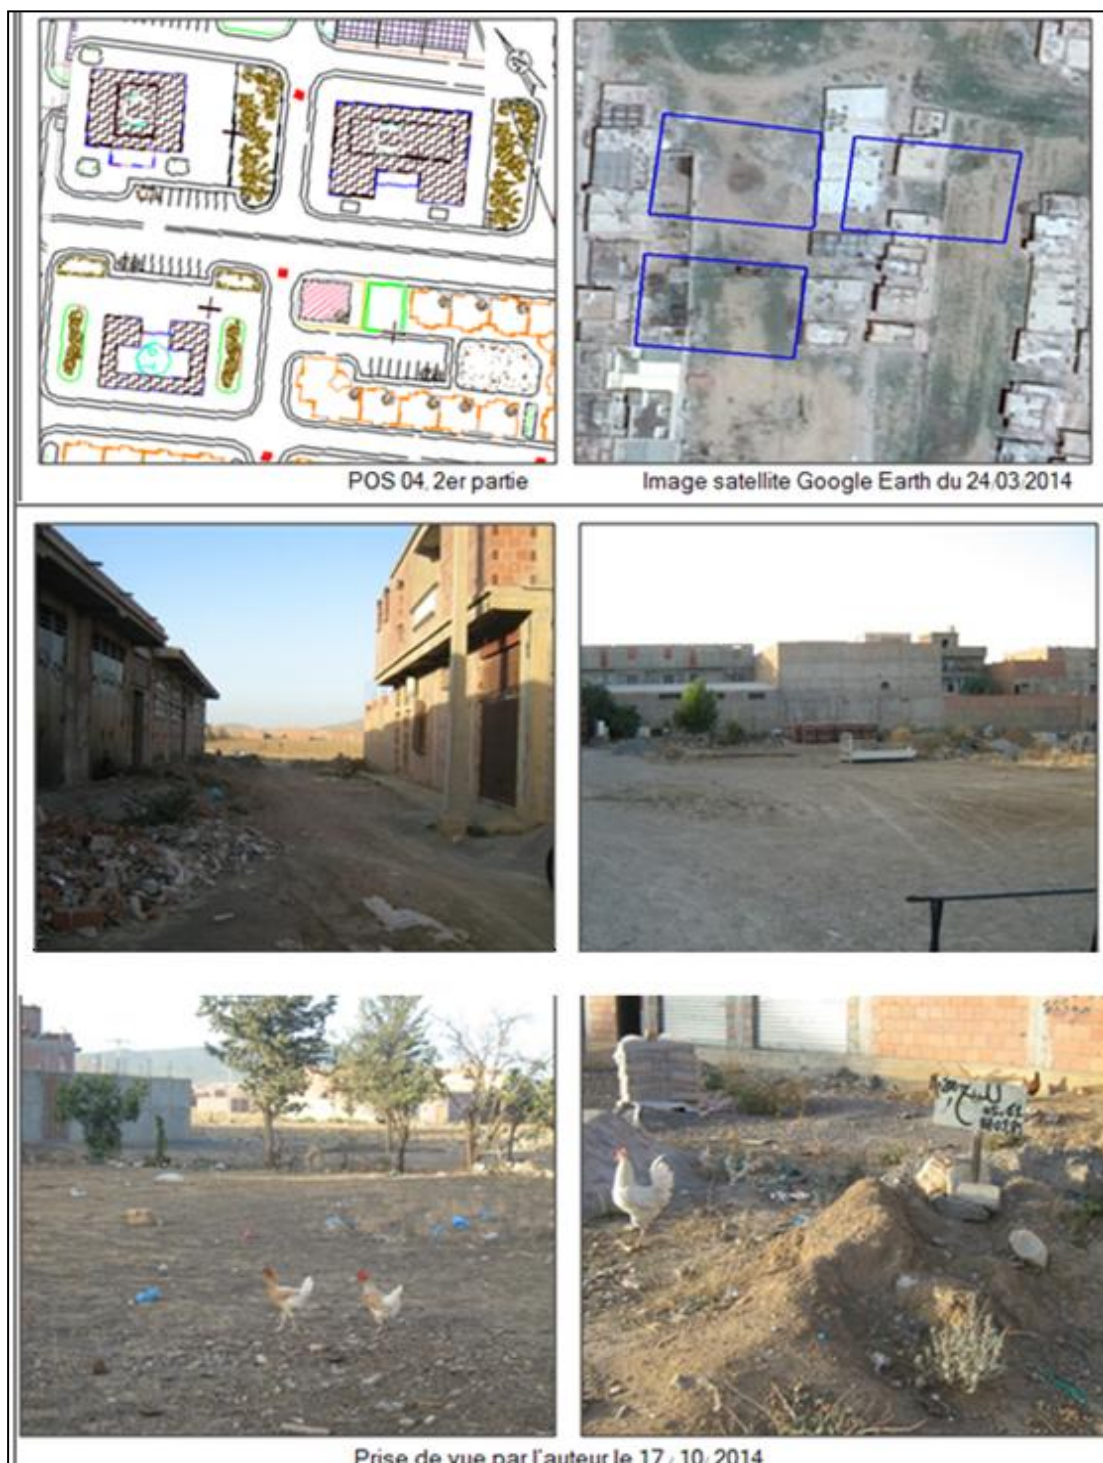 POS 04, 2er partie
Image satellite Google Earth du 24/03/2014
للبيع
Prise de vue par l'auteur le 17 / 10/ 2014